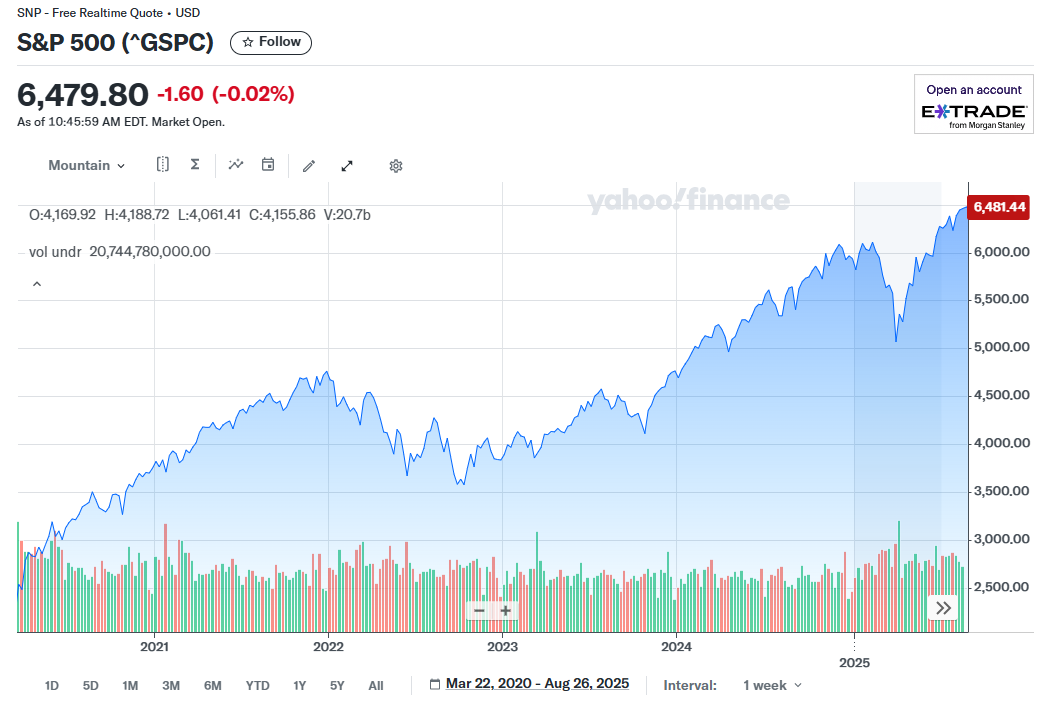 SNP - Free Realtime Quote • USD
S&P 500 (^GSPC)
Follow
6,479.80 -1.60 (-0.02%)
As of 10:45:59 AM EDT. Market Open.
Open an account
E*TRADE
from Morgan Stanley
Mountain
Σ
yahoo!finance
O:4,169.92 H:4,188.72 L:4,061.41 C:4,155.86 V:20.7b
vol undr 20,744,780,000.00
6,481.44
6,000.00
5,500.00
5,000.00
4,500.00
4,000.00
3,500.00
3,000.00
2,500.00
2021 2022 2023 2024 2025
1D 5D 1M 3M 6M YTD 1Y 5Y All Mar 22, 2020 - Aug 26, 2025 Interval: 1 week